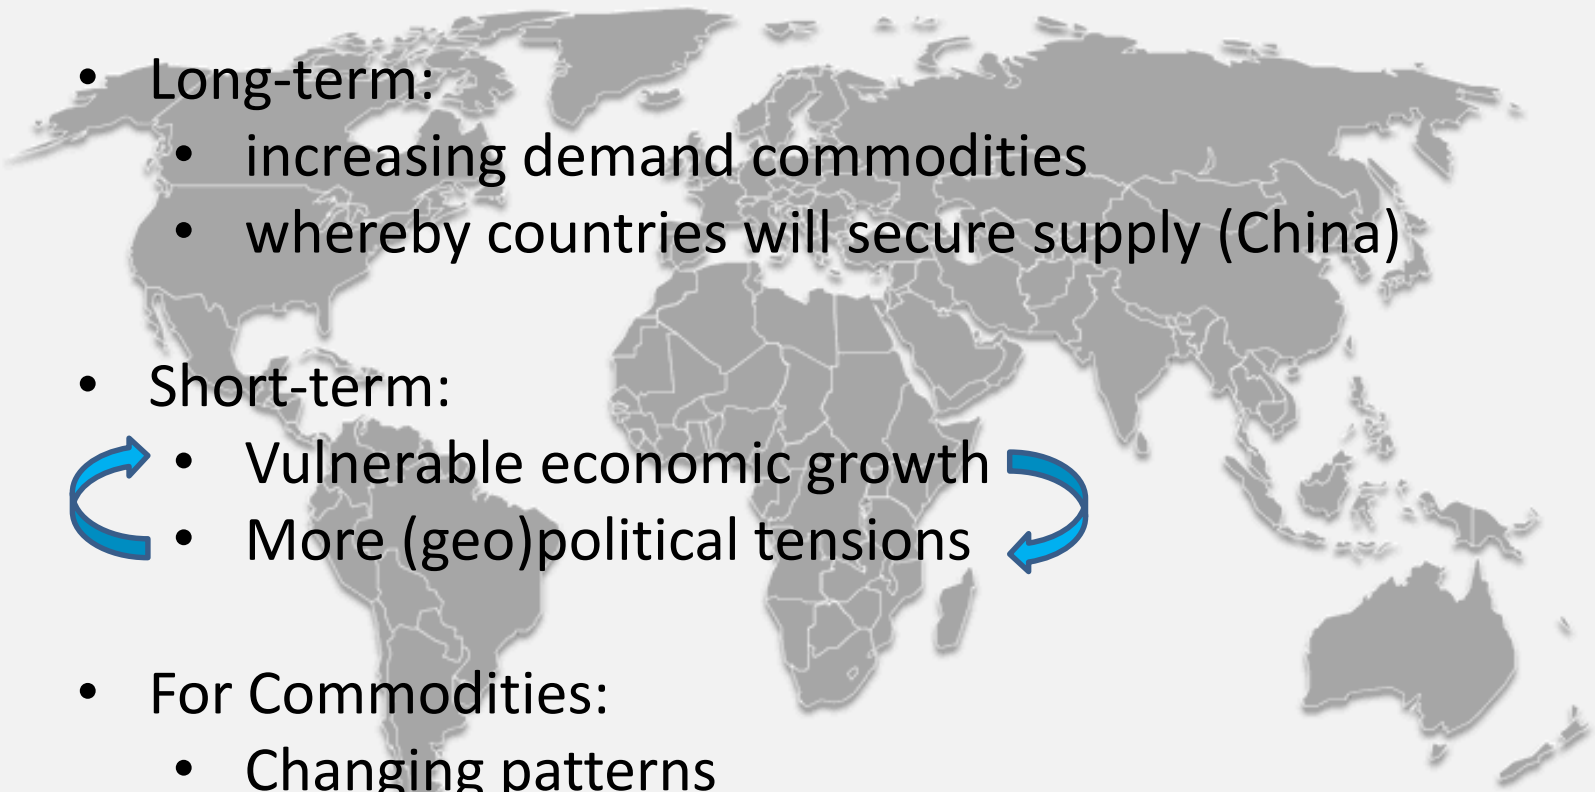 • Long-term:
• increasing demand commodities
• whereby countries will secure supply (China)
• Short-term:
• Vulnerable economic growth
• More (geo)political tensions
• For Commodities:
• Changing patterns